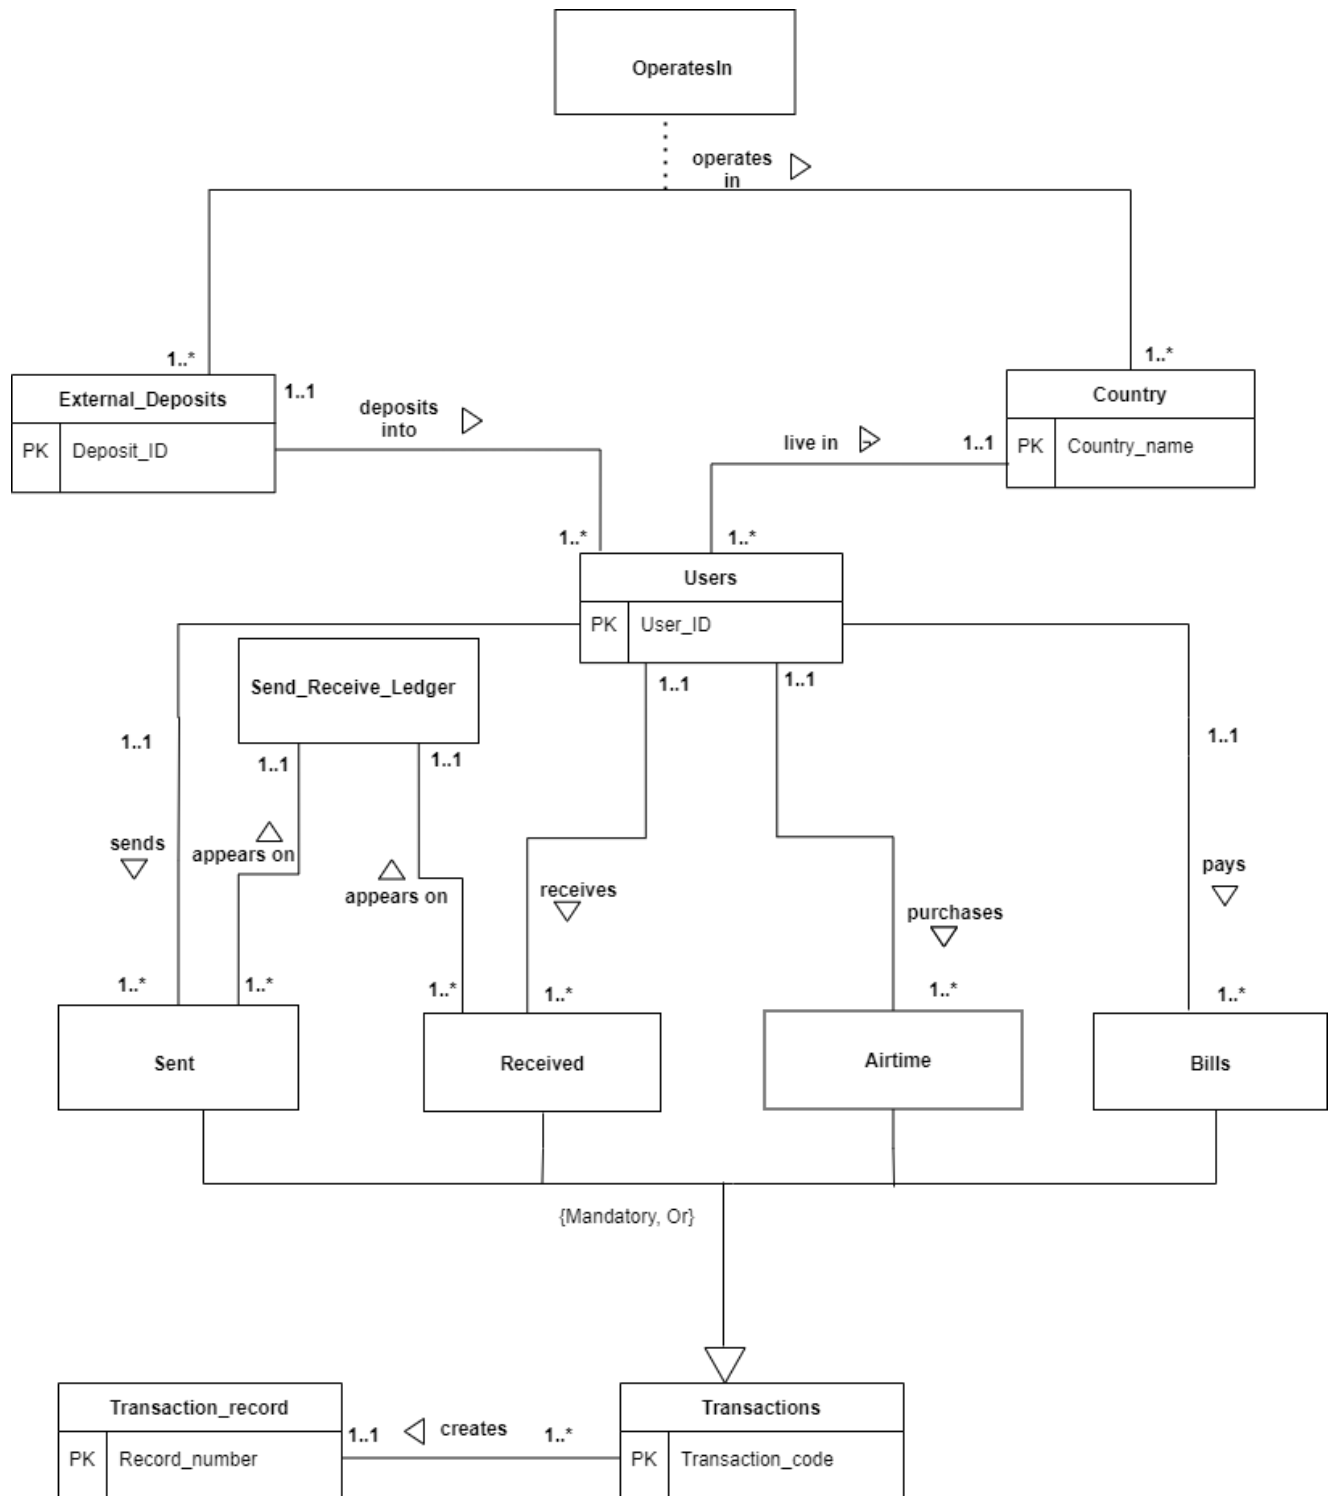 OperatesIn
operates
in
1..*
1..*
External_Deposits
1..1
Country
deposits
into
PK
Deposit_ID
live in
1..1
PK
Country_name
1..*
1..*
Users
PK
User_ID
Send_Receive_Ledger
1..1
1..1
1..1
1..1
1..1
1..1
sends
appears on
appears on
receives
pays
purchases
1..*
1..*
1..*
1..*
1..*
1..*
Sent
Received
Airtime
Bills
{Mandatory, Or}
Transaction_record
Transactions
1..1
creates
1..*
PK
Record_number
PK
Transaction_code